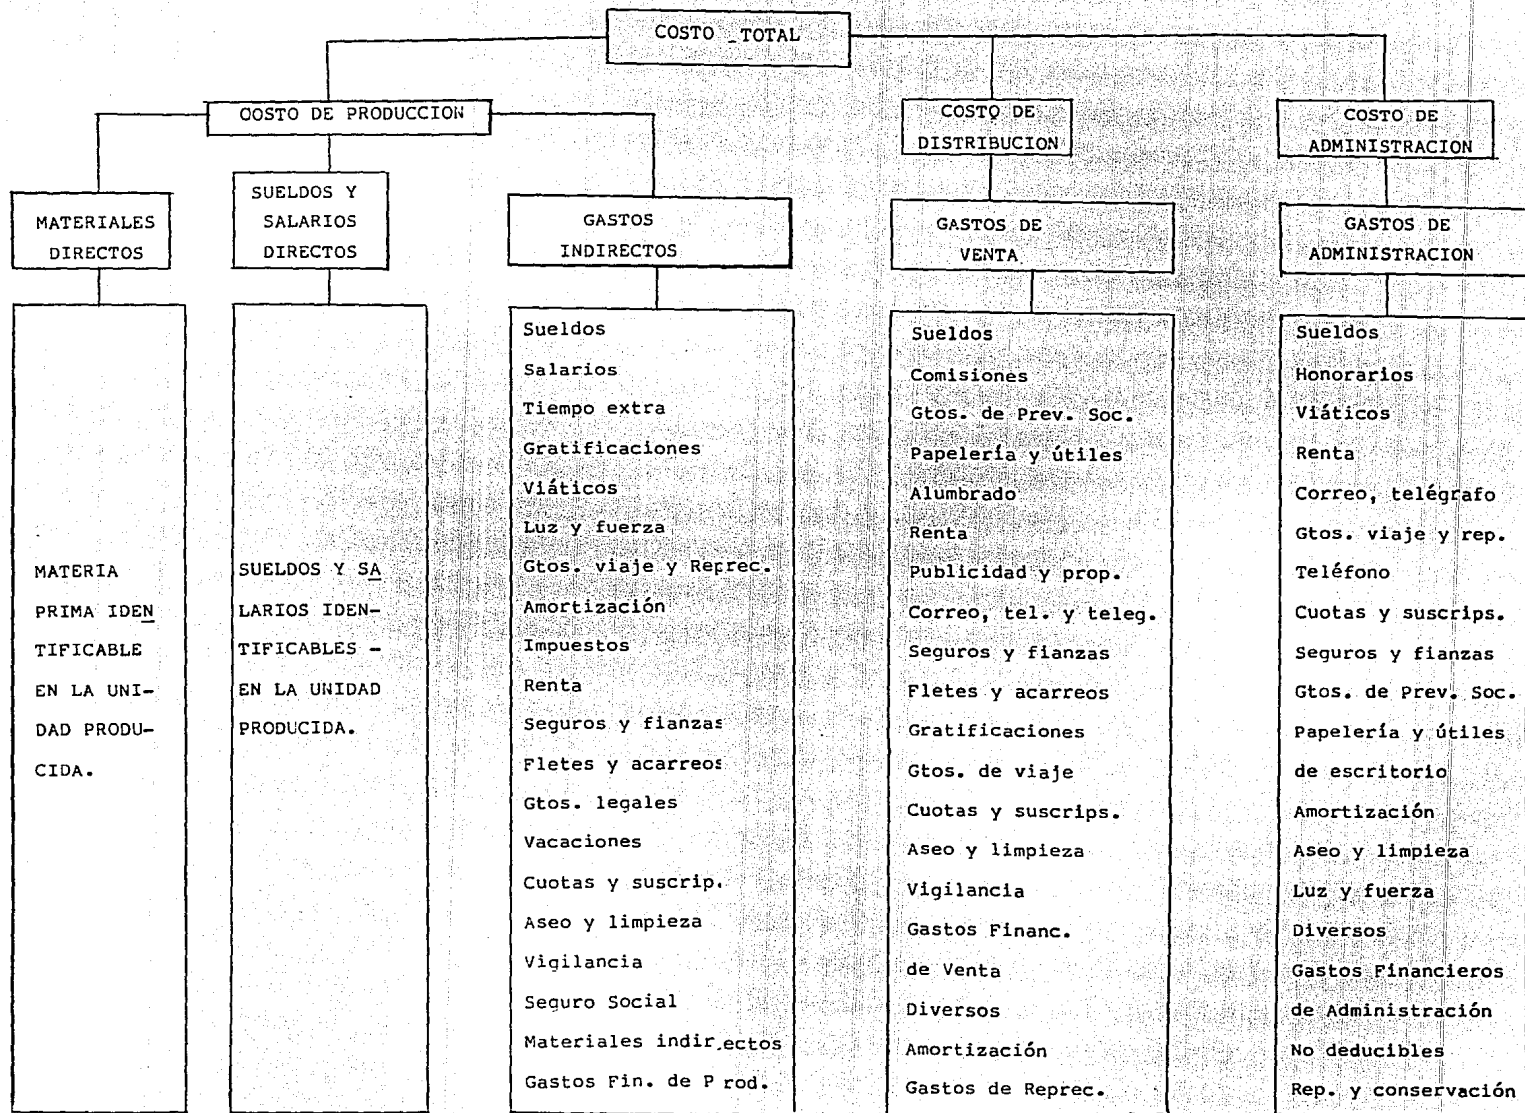 COSTO _TOTAL
COSTO DE PRODUCCION
COSTO DE
DISTRIBUCION
COSTO DE
ADMINISTRACION
MATERIALES
DIRECTOS
SUELDOS Y
SALARIOS
DIRECTOS
GASTOS
INDIRECTOS
GASTOS DE
VENTA
GASTOS DE
ADMINISTRACION
MATERIA
PRIMA IDEN
TIFICABLE
EN LA UNI-
DAD PRODU-
CIDA.
SUELDOS Y SA
LARIOS IDEN-
TIFICABLES -
EN LA UNIDAD
PRODUCIDA.
Sueldos
Salarios
Tiempo extra
Gratificaciones
Viáticos
Luz y fuerza
Gtos. viaje y Reprec.
Amortización
Impuestos
Renta
Seguros y fianzas
Fletes y acarreos
Gtos. legales
Vacaciones
Cuotas y suscrip.
Aseo y limpieza
Vigilancia
Seguro Social
Materiales indirectos
Gastos Fin. de P rod.
Sueldos
Comisiones
Gtos. de Prev. Soc.
Papelería y útiles
Alumbrado
Renta
Publicidad y prop.
Correo, tel. y teleg.
Seguros y fianzas
Fletes y acarreos
Gratificaciones
Gtos. de viaje
Cuotas y suscrips.
Aseo y limpieza
Vigilancia
Gastos Financ.
de Venta
Diversos
Amortización
Gastos de Reprec.
Sueldos
Honorarios
Viáticos
Renta
Correo, telégrafo
Gtos. viaje y rep.
Teléfono
Cuotas y suscrips.
Seguros y fianzas
Gtos. de Prev. Soc.
Papelería y útiles
de escritorio
Amortización
Aseo y limpieza
Luz y fuerza
Diversos
Gastos Financieros
de Administración
No deducibles
Rep. y conservación